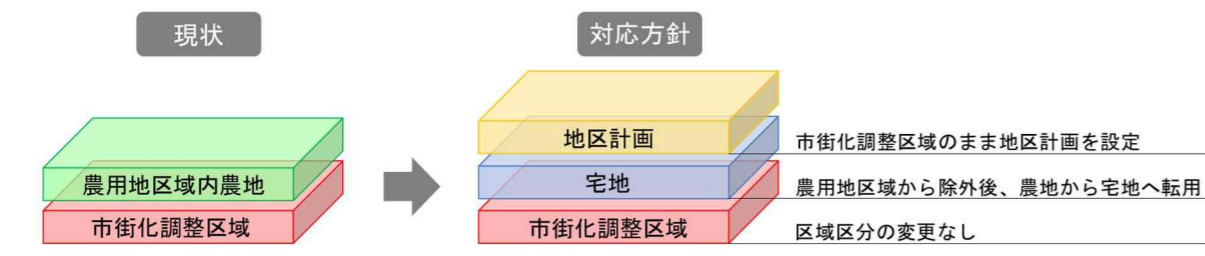 現状
対応方針
農用地区域内農地
市街化調整区域
地区計画
市街化調整区域のまま地区計画を設定
宅地
農用地区域から除外後、農地から宅地へ転用
市街化調整区域
区域区分の変更なし